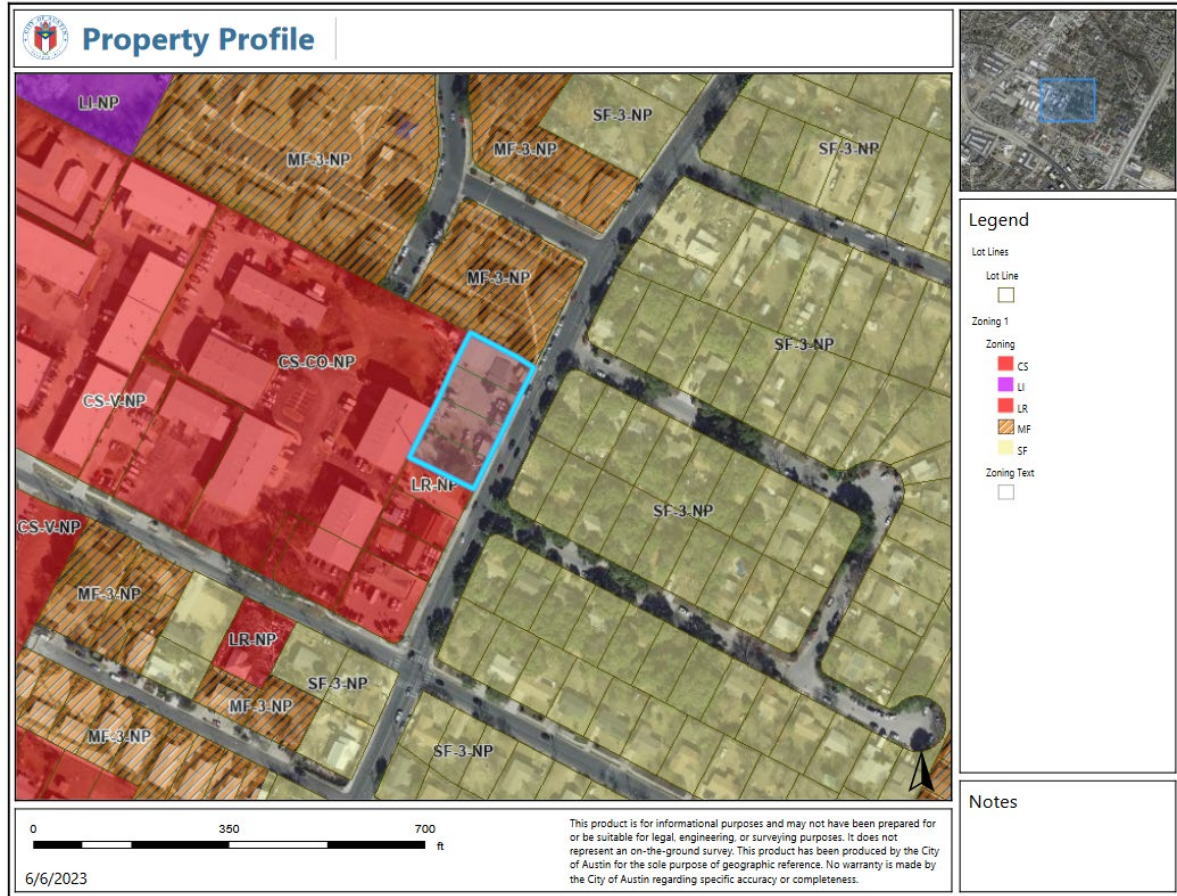 Property Profile
LI-NP
MF-3-NP
MF-3-NP
SF-3-NP
SF-3-NP
MF-3-NP
SF-3-NP
CS-CO-NP
CS-V-NP
LR-NP
SF-3-NP
CS-V-NP
MF-3-NP
LR-NP
SF-3-NP
MF-3-NP
MF-3-NP
SF-3-NP
Legend
Lot Lines
Lot Line
Zoning 1
Zoning
CS
LI
LR
MF
SF
Zoning Text
Notes
0 350 700
ft
6/6/2023
This product is for informational purposes and may not have been prepared for
or be suitable for legal, engineering, or surveying purposes. It does not
represent an on-the-ground survey. This product has been produced by the City
of Austin for the sole purpose of geographic reference. No warranty is made by
the City of Austin regarding specific accuracy or completeness.